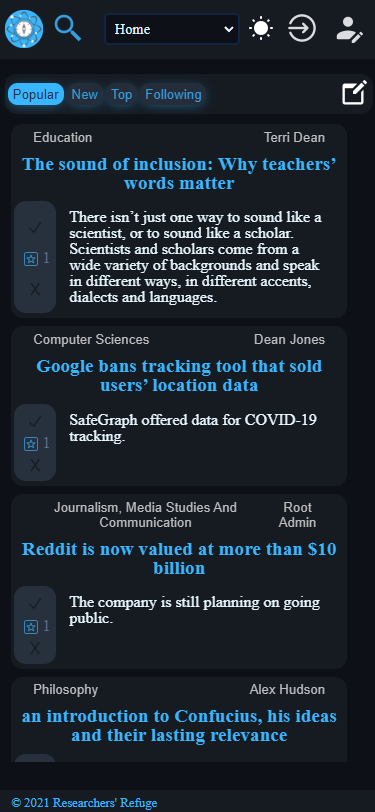 Home
Popular New Top Following
Education Terri Dean
The sound of inclusion: Why teachers’
words matter
There isn’t just one way to sound like a
scientist, or to sound like a scholar.
Scientists and scholars come from a
wide variety of backgrounds and speak
in different ways, in different accents,
dialects and languages.
1
X
Computer Sciences Dean Jones
Google bans tracking tool that sold
users’ location data
SafeGraph offered data for COVID-19
tracking.
1
X
Journalism, Media Studies And
Communication
Root
Admin
Reddit is now valued at more than $10
billion
The company is still planning on going
public.
1
X
Philosophy Alex Hudson
an introduction to Confucius, his ideas
and their lasting relevance
© 2021 Researchers' Refuge